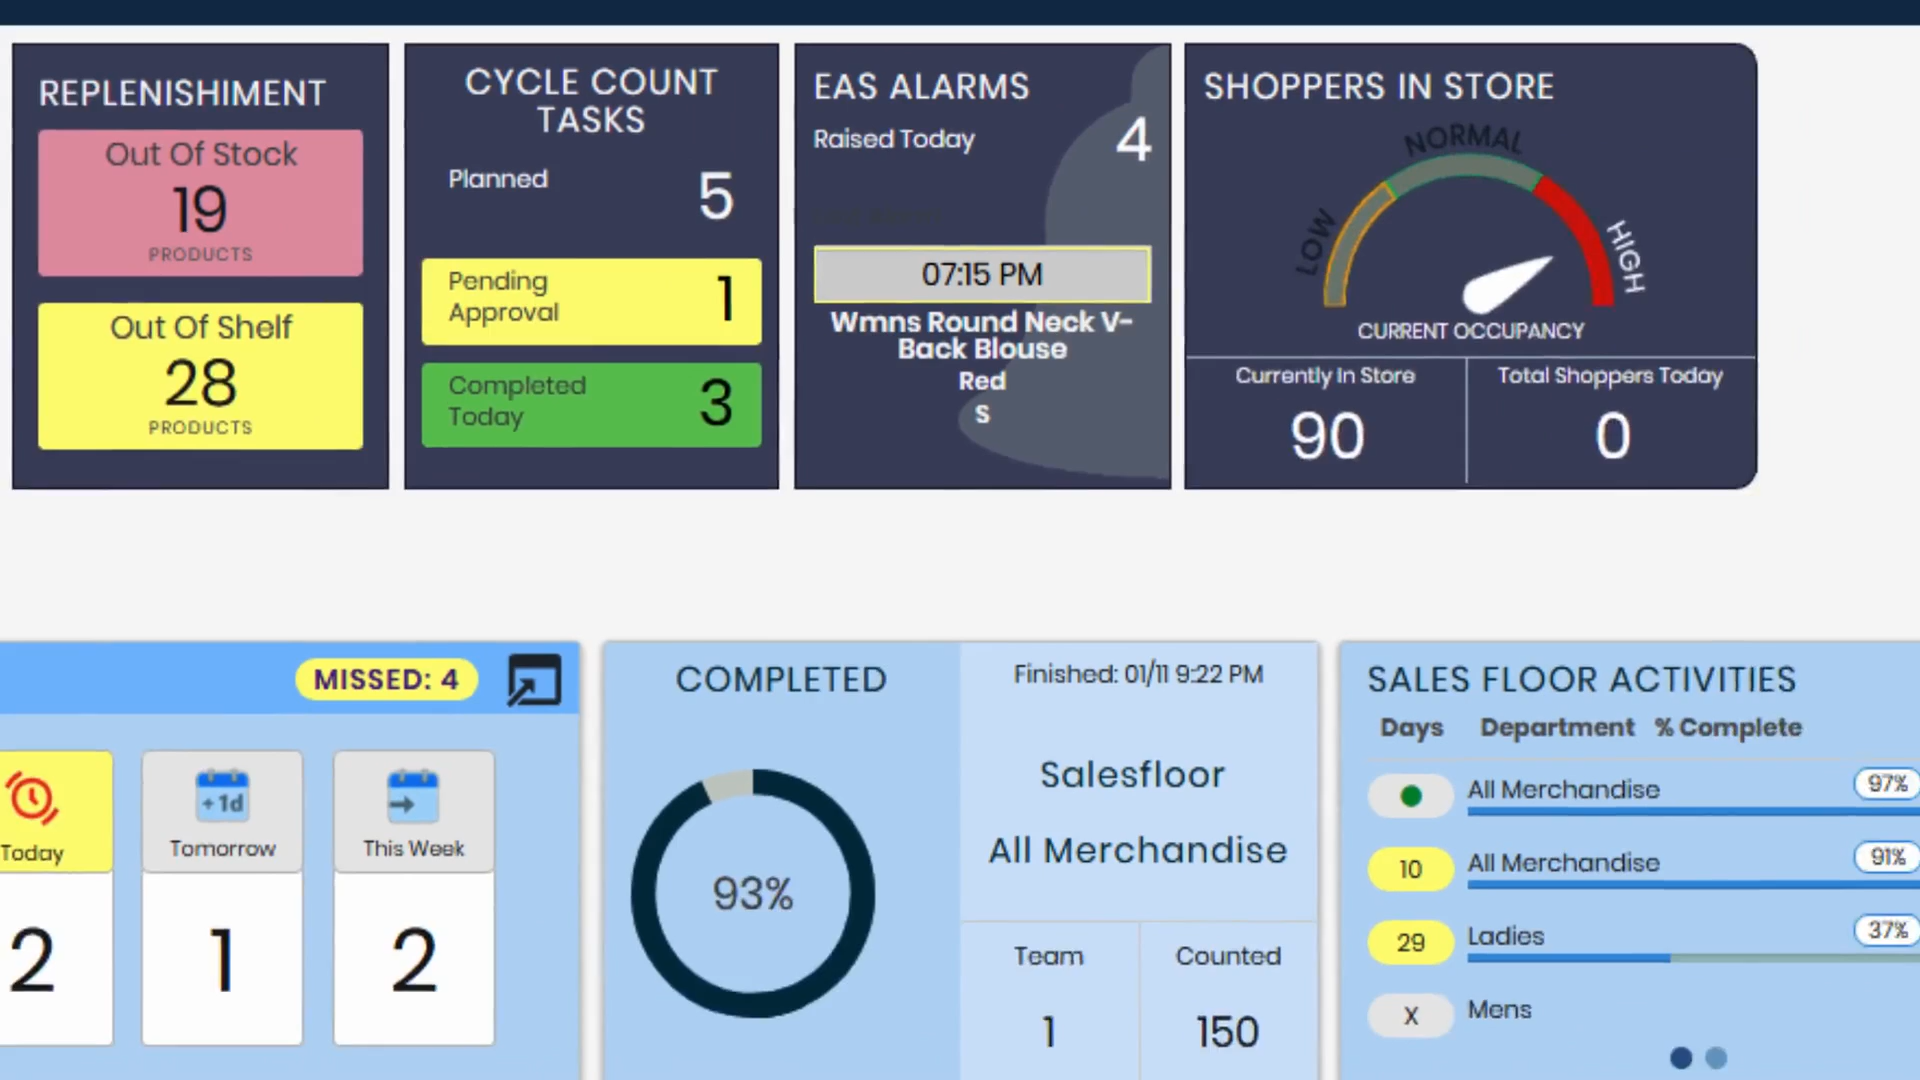 REPLENISHIMENT
Out Of Stock
19
PRODUCTS
Out Of Shelf
28
PRODUCTS
CYCLE COUNT
TASKS
Planned
5
Pending
Approval
1
Completed
Today
3
EAS ALARMS
Raised Today
4
07:15 PM
Wmns Round Neck V-
Back Blouse
Red
S
SHOPPERS IN STORE
LOW
NORMAL
HIGH
CURRENT OCCUPANCY
Currently In Store
90
Total Shoppers Today
0
MISSED: 4
Today
2
+1d
Tomorrow
1
This Week
2
COMPLETED
93%
Finished: 01/11 9:22 PM
Salesfloor
All Merchandise
Team
1
Counted
150
SALES FLOOR ACTIVITIES
Days Department % Complete
All Merchandise 97%
10 All Merchandise 91%
29 Ladies 37%
X Mens